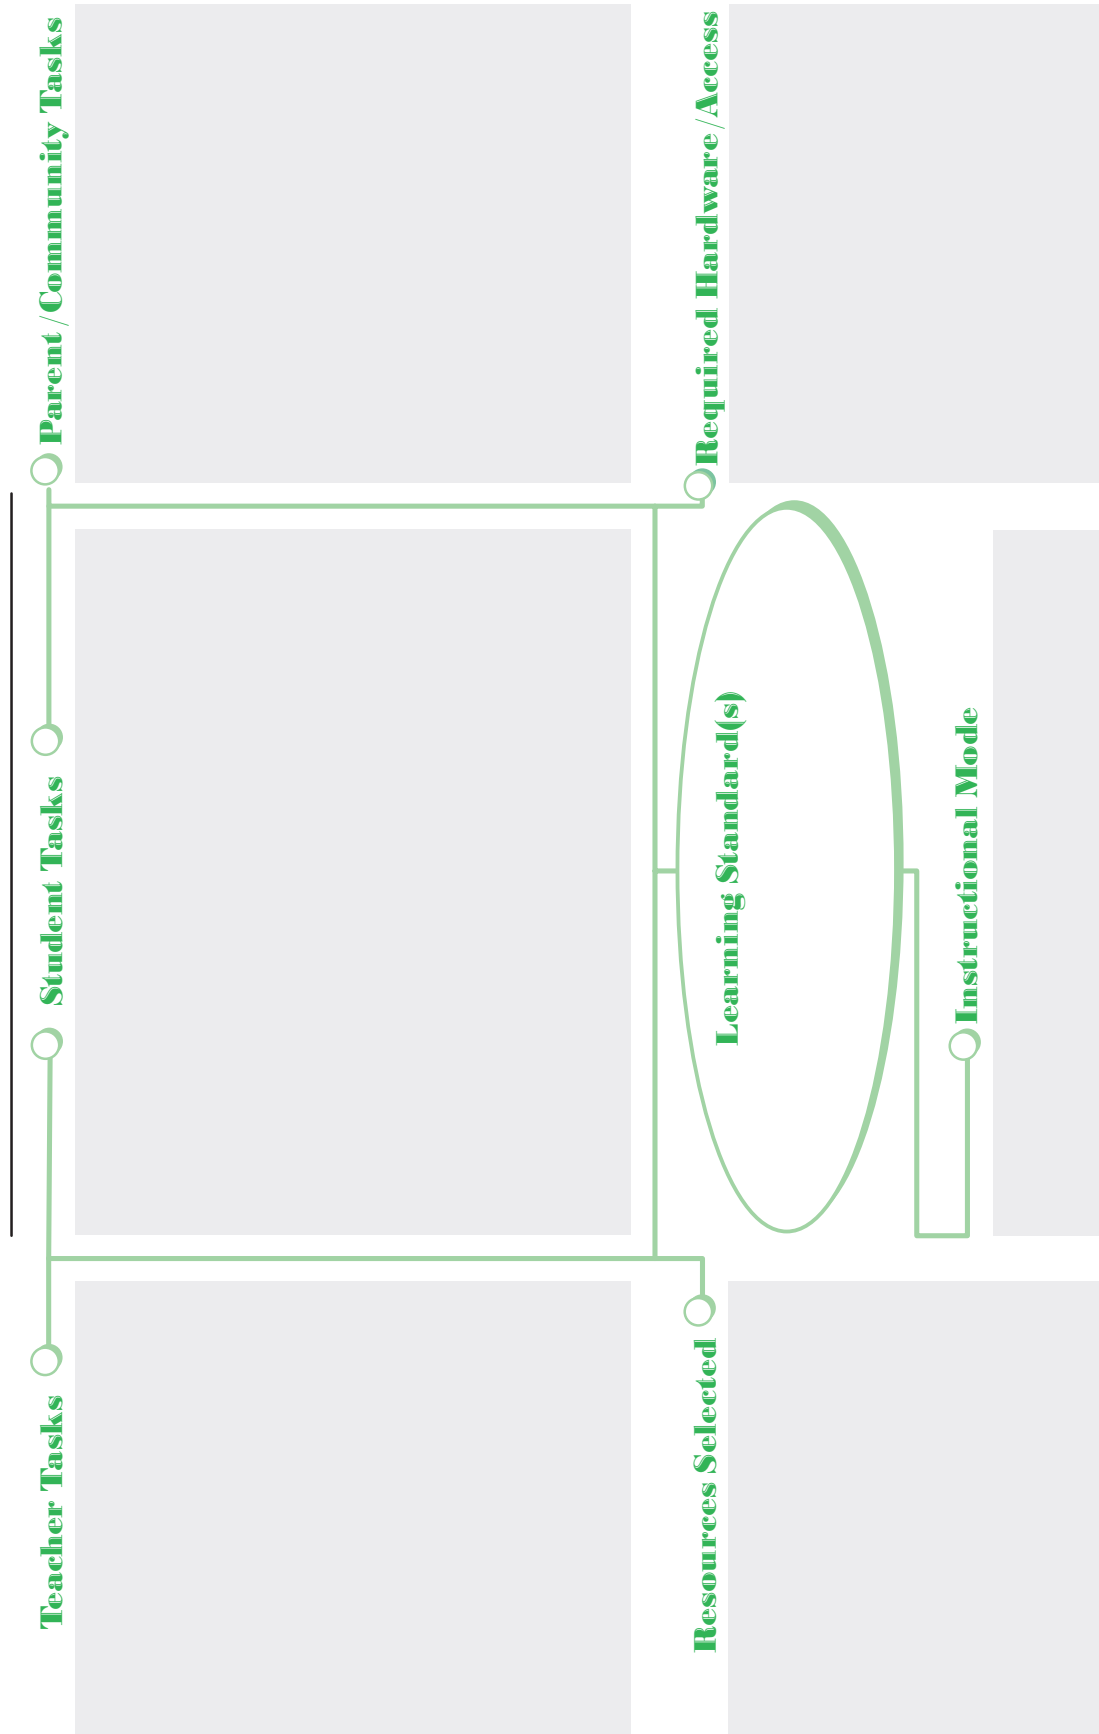 Teacher Tasks
Student Tasks
Parent/Community Tasks
Learning Standard(s)
Resources Selected
Required Hardware/Access
Instructional Mode